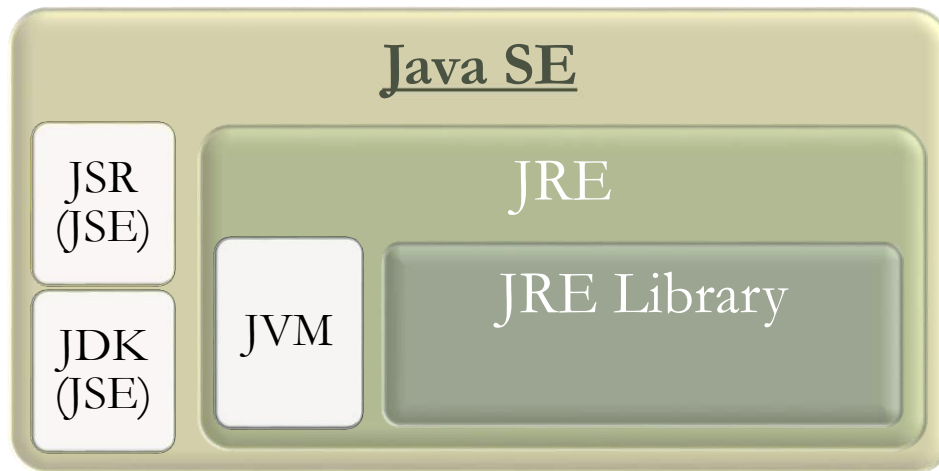 Java SE
JSR
(JSE)
JRE
JDK
(JSE)
JVM
JRE Library